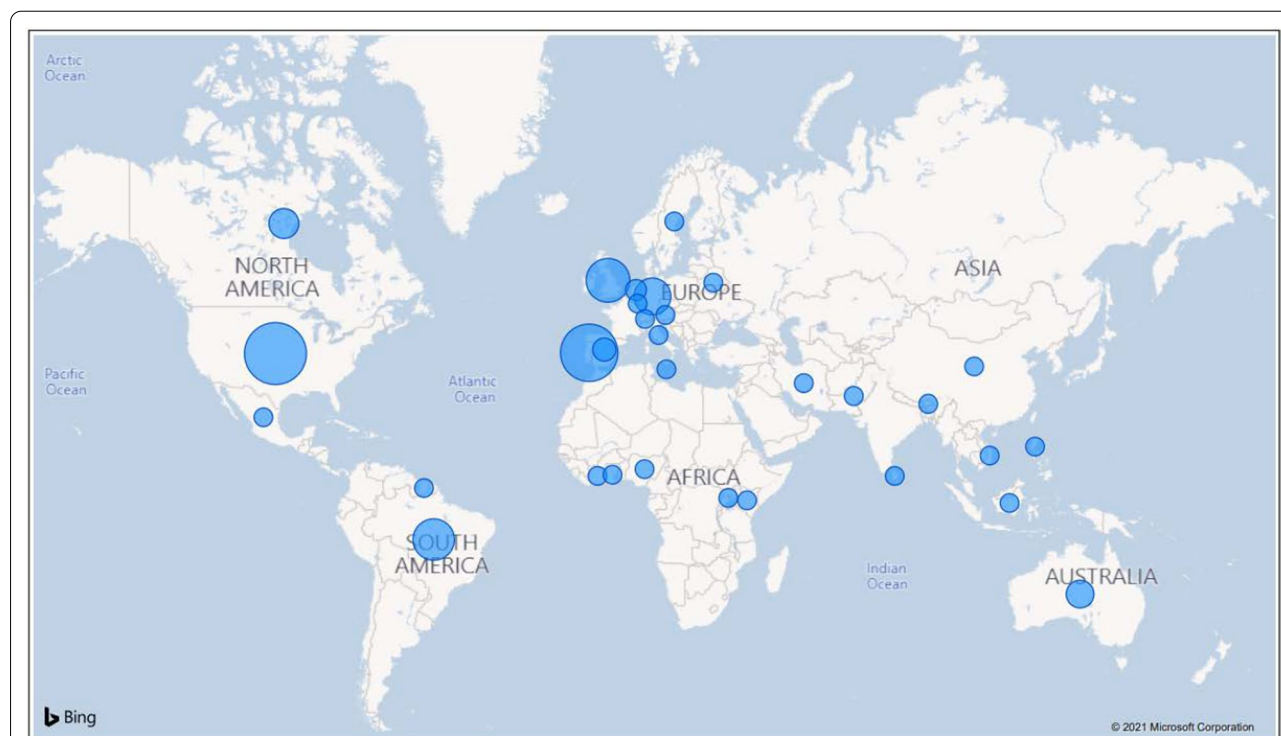 Arctic
Ocean
NORTH
AMERICA
EUROPE
ASIA
Pacific
Ocean
Atlantic
Ocean
AFRICA
SOUTH
AMERICA
Indian
Ocean
AUSTRALIA
Bing
© 2021 Microsoft Corporation